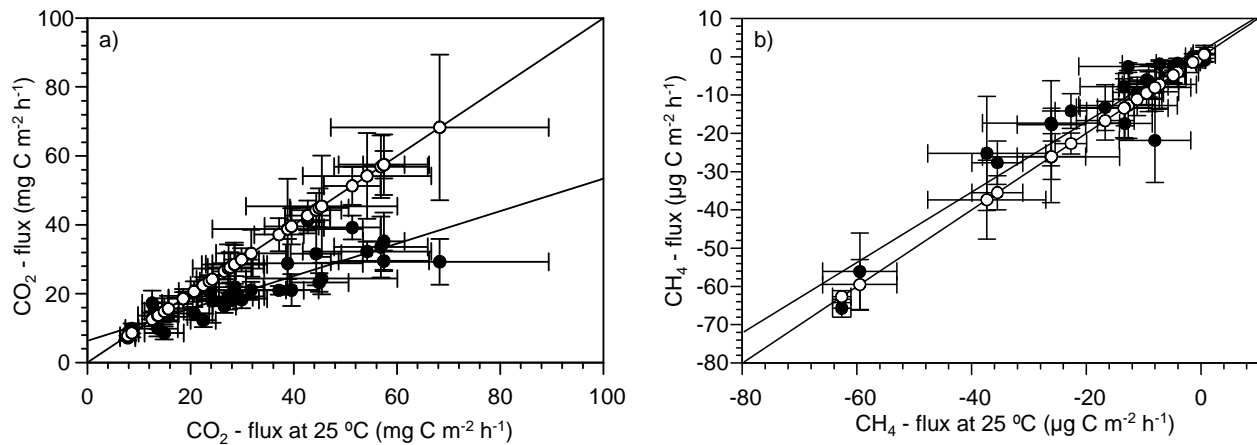 a)
CO₂ - flux (mg C m⁻² h⁻¹)
100
80
60
40
20
0
0 20 40 60 80 100
CO₂ - flux at 25 ºC (mg C m⁻² h⁻¹)
b)
CH₄ - flux (µg C m⁻² h⁻¹)
10
0
-10
-20
-30
-40
-50
-60
-70
-80
-80 -60 -40 -20 0
CH₄ - flux at 25 ºC (µg C m⁻² h⁻¹)